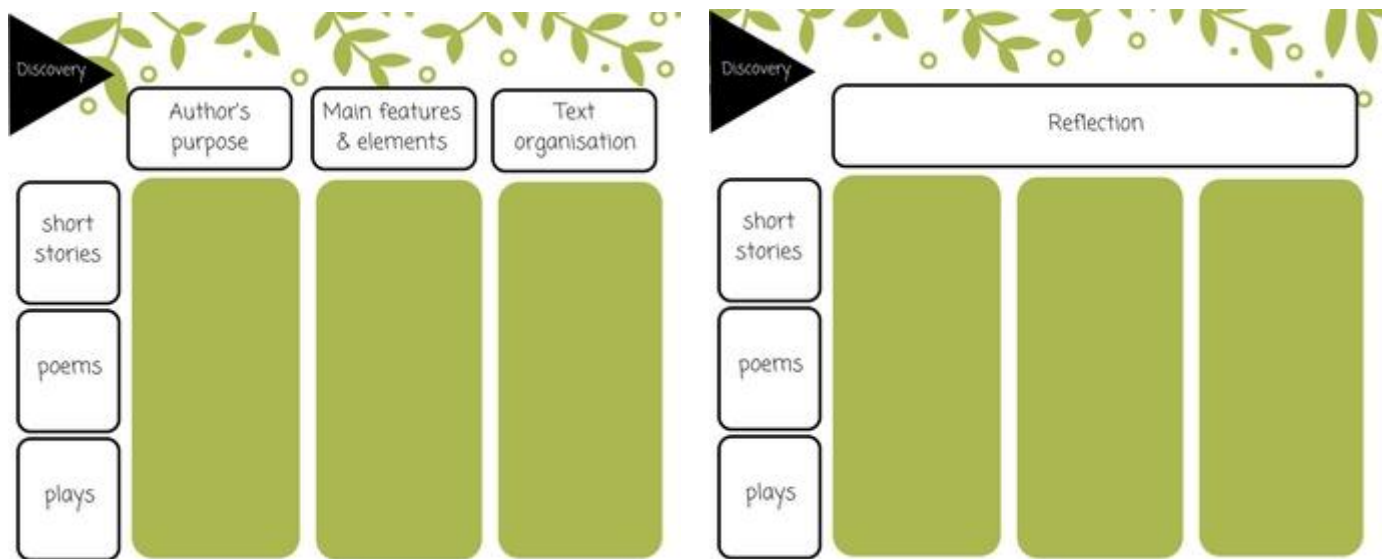 Discovery
Author's
purpose
Main features
& elements
Text
organisation
short
stories
poems
plays
Discovery
Reflection
short
stories
poems
plays